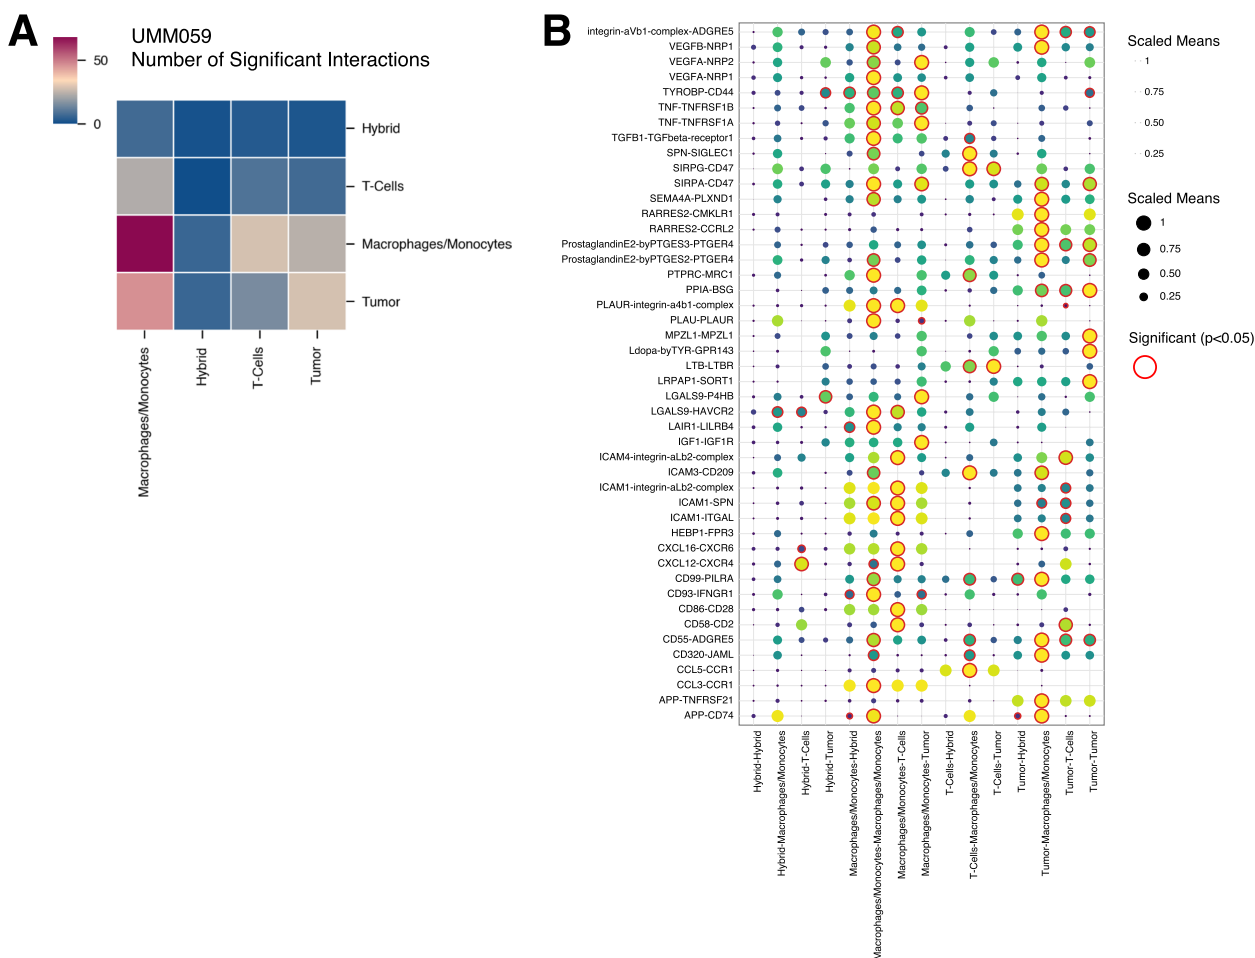 A
UMM059
Number of Significant Interactions
50
0
Hybrid
T-Cells
Macrophages/Monocytes
Tumor
Macrophages/Monocytes
Hybrid
T-Cells
Tumor
B
integrin-aVb1-complex-ADGRE5
VEGFB-NRP1
VEGFA-NRP2
VEGFA-NRP1
TYROBP-CD44
TNF-TNFRSF1B
TNF-TNFRSF1A
TGFB1-TGFbeta-receptor1
SPN-SIGLEC1
SIRPG-CD47
SIRPA-CD47
SEMA4A-PLXND1
RARRES2-CMKLR1
RARRES2-CCRL2
ProstaglandinE2-byPTGES3-PTGER4
ProstaglandinE2-byPTGES2-PTGER4
PTPRC-MRC1
PPIA-BSG
PLAUR-integrin-a4b1-complex
PLAU-PLAUR
MPZL1-MPZL1
Ldopa-byTYR-GPR143
LTB-LTBR
LRPAP1-SORT1
LGALS9-P4HB
LGALS9-HAVCR2
LAIR1-LILRB4
IGF1-IGF1R
ICAM4-integrin-aLb2-complex
ICAM3-CD209
ICAM1-integrin-aLb2-complex
ICAM1-SPN
ICAM1-ITGAL
HEBP1-FPR3
CXCL16-CXCR6
CXCL12-CXCR4
CD99-PILRA
CD93-IFNGR1
CD86-CD28
CD58-CD2
CD55-ADGRE5
CD320-JAML
CCL5-CCR1
CCL3-CCR1
APP-TNFRSF21
APP-CD74
Hybrid-Hybrid
Hybrid-Macrophages/Monocytes
Hybrid-T-Cells
Hybrid-Tumor
Macrophages/Monocytes-Hybrid
Macrophages/Monocytes-Macrophages/Monocytes
Macrophages/Monocytes-T-Cells
Macrophages/Monocytes-Tumor
T-Cells-Hybrid
T-Cells-Macrophages/Monocytes
T-Cells-Tumor
Tumor-Hybrid
Tumor-Macrophages/Monocytes
Tumor-T-Cells
Tumor-Tumor
Scaled Means
1
0.75
0.50
0.25
Scaled Means
1
0.75
0.50
0.25
Significant (p<0.05)